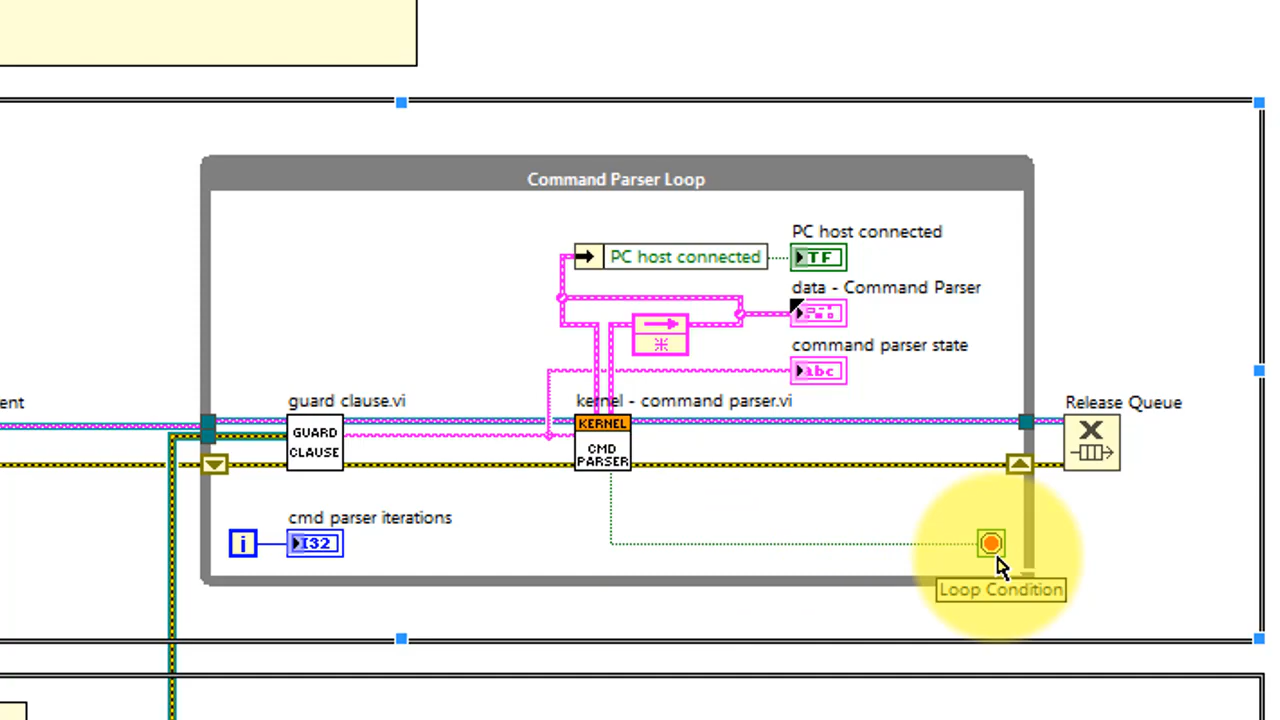 Command Parser Loop
PC host connected
PC host connected
TF
data - Command Parser
command parser state
abc
ent
guard clause.vi
kernel - command parser.vi
Release Queue
GUARD
CLAUSE
KERNEL
CMD
PARSER
X
cmd parser iterations
i
I32
Loop Condition